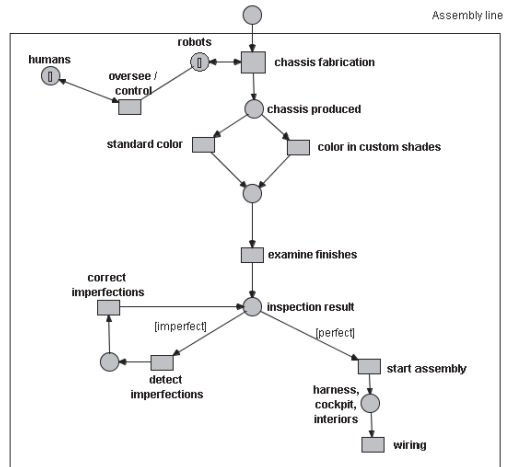 Assembly line
robots
humans
oversee /
control
chassis fabrication
chassis produced
standard color
color in custom shades
examine finishes
correct
imperfections
inspection result
[imperfect]
[perfect]
detect
imperfections
start assembly
harness,
cockpit,
interiors
wiring